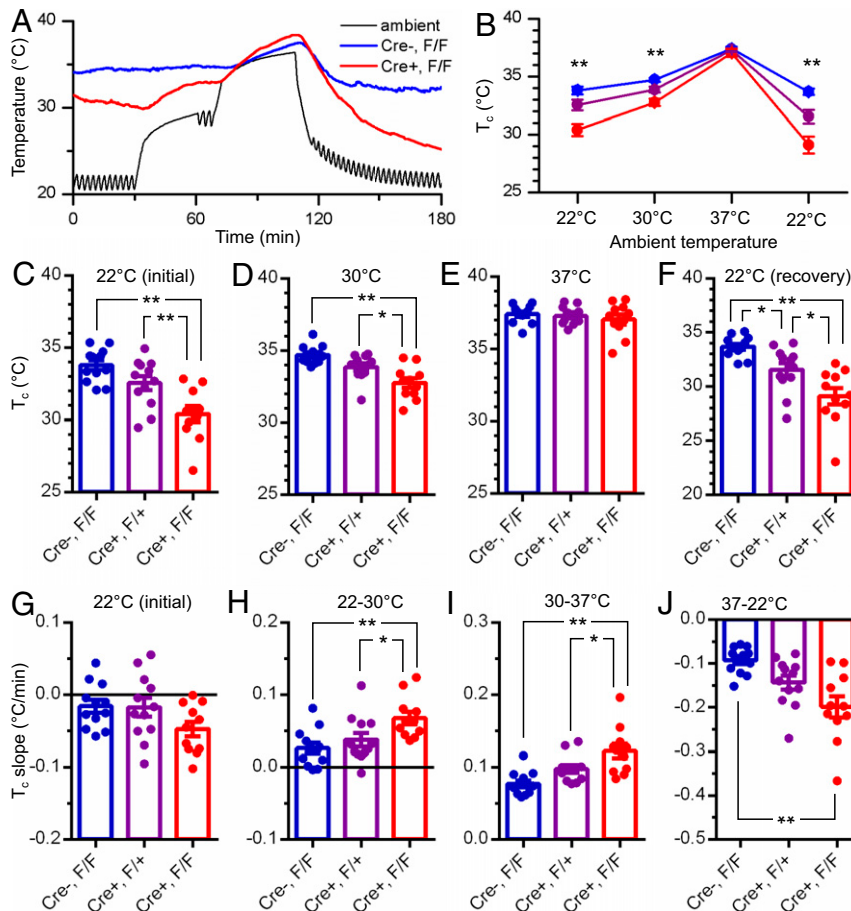 A
40
35
30
25
20
Temperature (°C)
ambient
Cre-, F/F
Cre+, F/F
0
60
120
180
Time (min)
B
40
35
30
25
T_c (°C)
**
**
**
22°C
30°C
37°C
22°C
Ambient temperature
C
22°C (initial)
40
35
30
25
T_c (°C)
**
**
Cre-, F/F
Cre+, F/+
Cre+, F/F
D
30°C
40
35
30
25
**
*
Cre-, F/F
Cre+, F/+
Cre+, F/F
E
37°C
40
35
37
25
Cre-, F/F
Cre+, F/+
Cre+, F/F
F
22°C (recovery)
40
35
30
25
20
**
*
*
Cre-, F/F
Cre+, F/+
Cre+, F/F
G
22°C (initial)
0.1
-0.0
-0.1
-0.2
T_c slope (°C/min)
Cre-, F/F
Cre+, F/+
Cre+, F/F
H
22-30°C
0.2
0.1
0.0
-0.1
**
*
Cre-, F/F
Cre+, F/+
Cre+, F/F
I
30-37°C
0.3
0.2
0.1
0.0
**
*
Cre-, F/F
Cre+, F/+
Cre+, F/F
J
37-22°C
-0.0
-0.1
-0.2
-0.3
-0.4
-0.5
**
Cre-, F/F
Cre+, F/+
Cre+, F/F